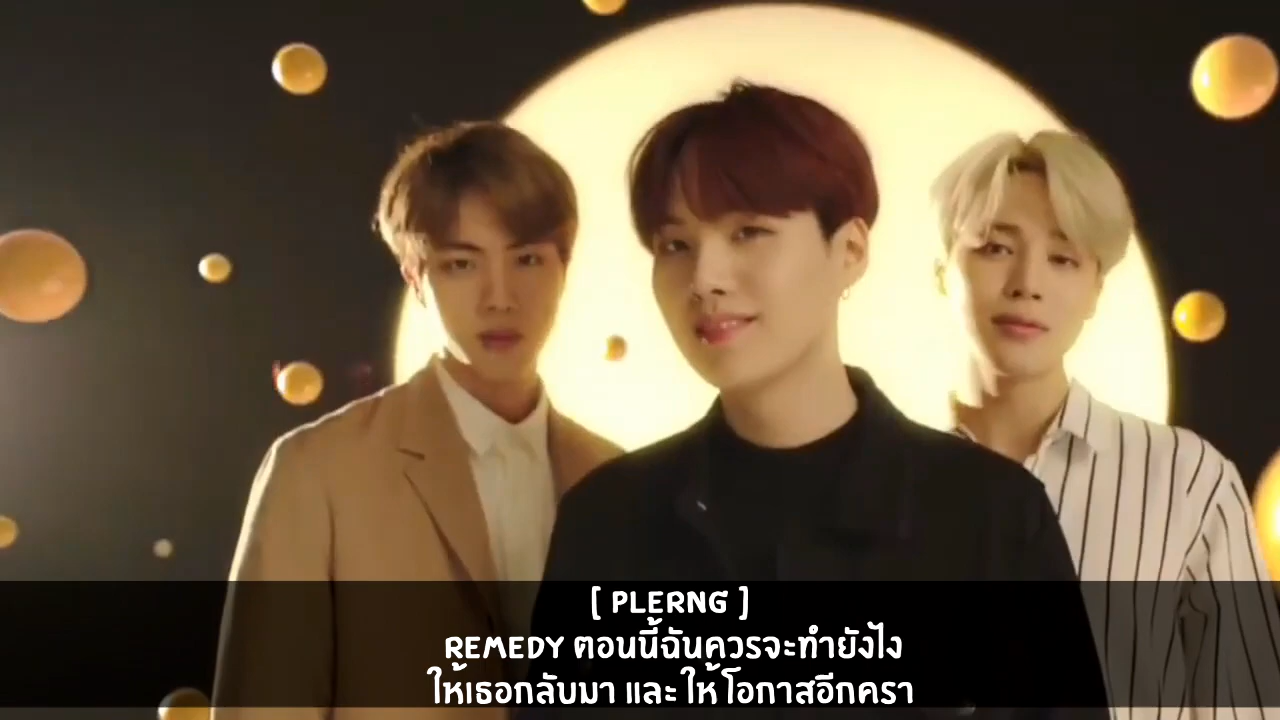 [ PLERNG ]
REMEDY ตอนนี้ฉันควรจะทำยังไง
ให้เธอกลับมา และ ให้ โอกาสอีกครา